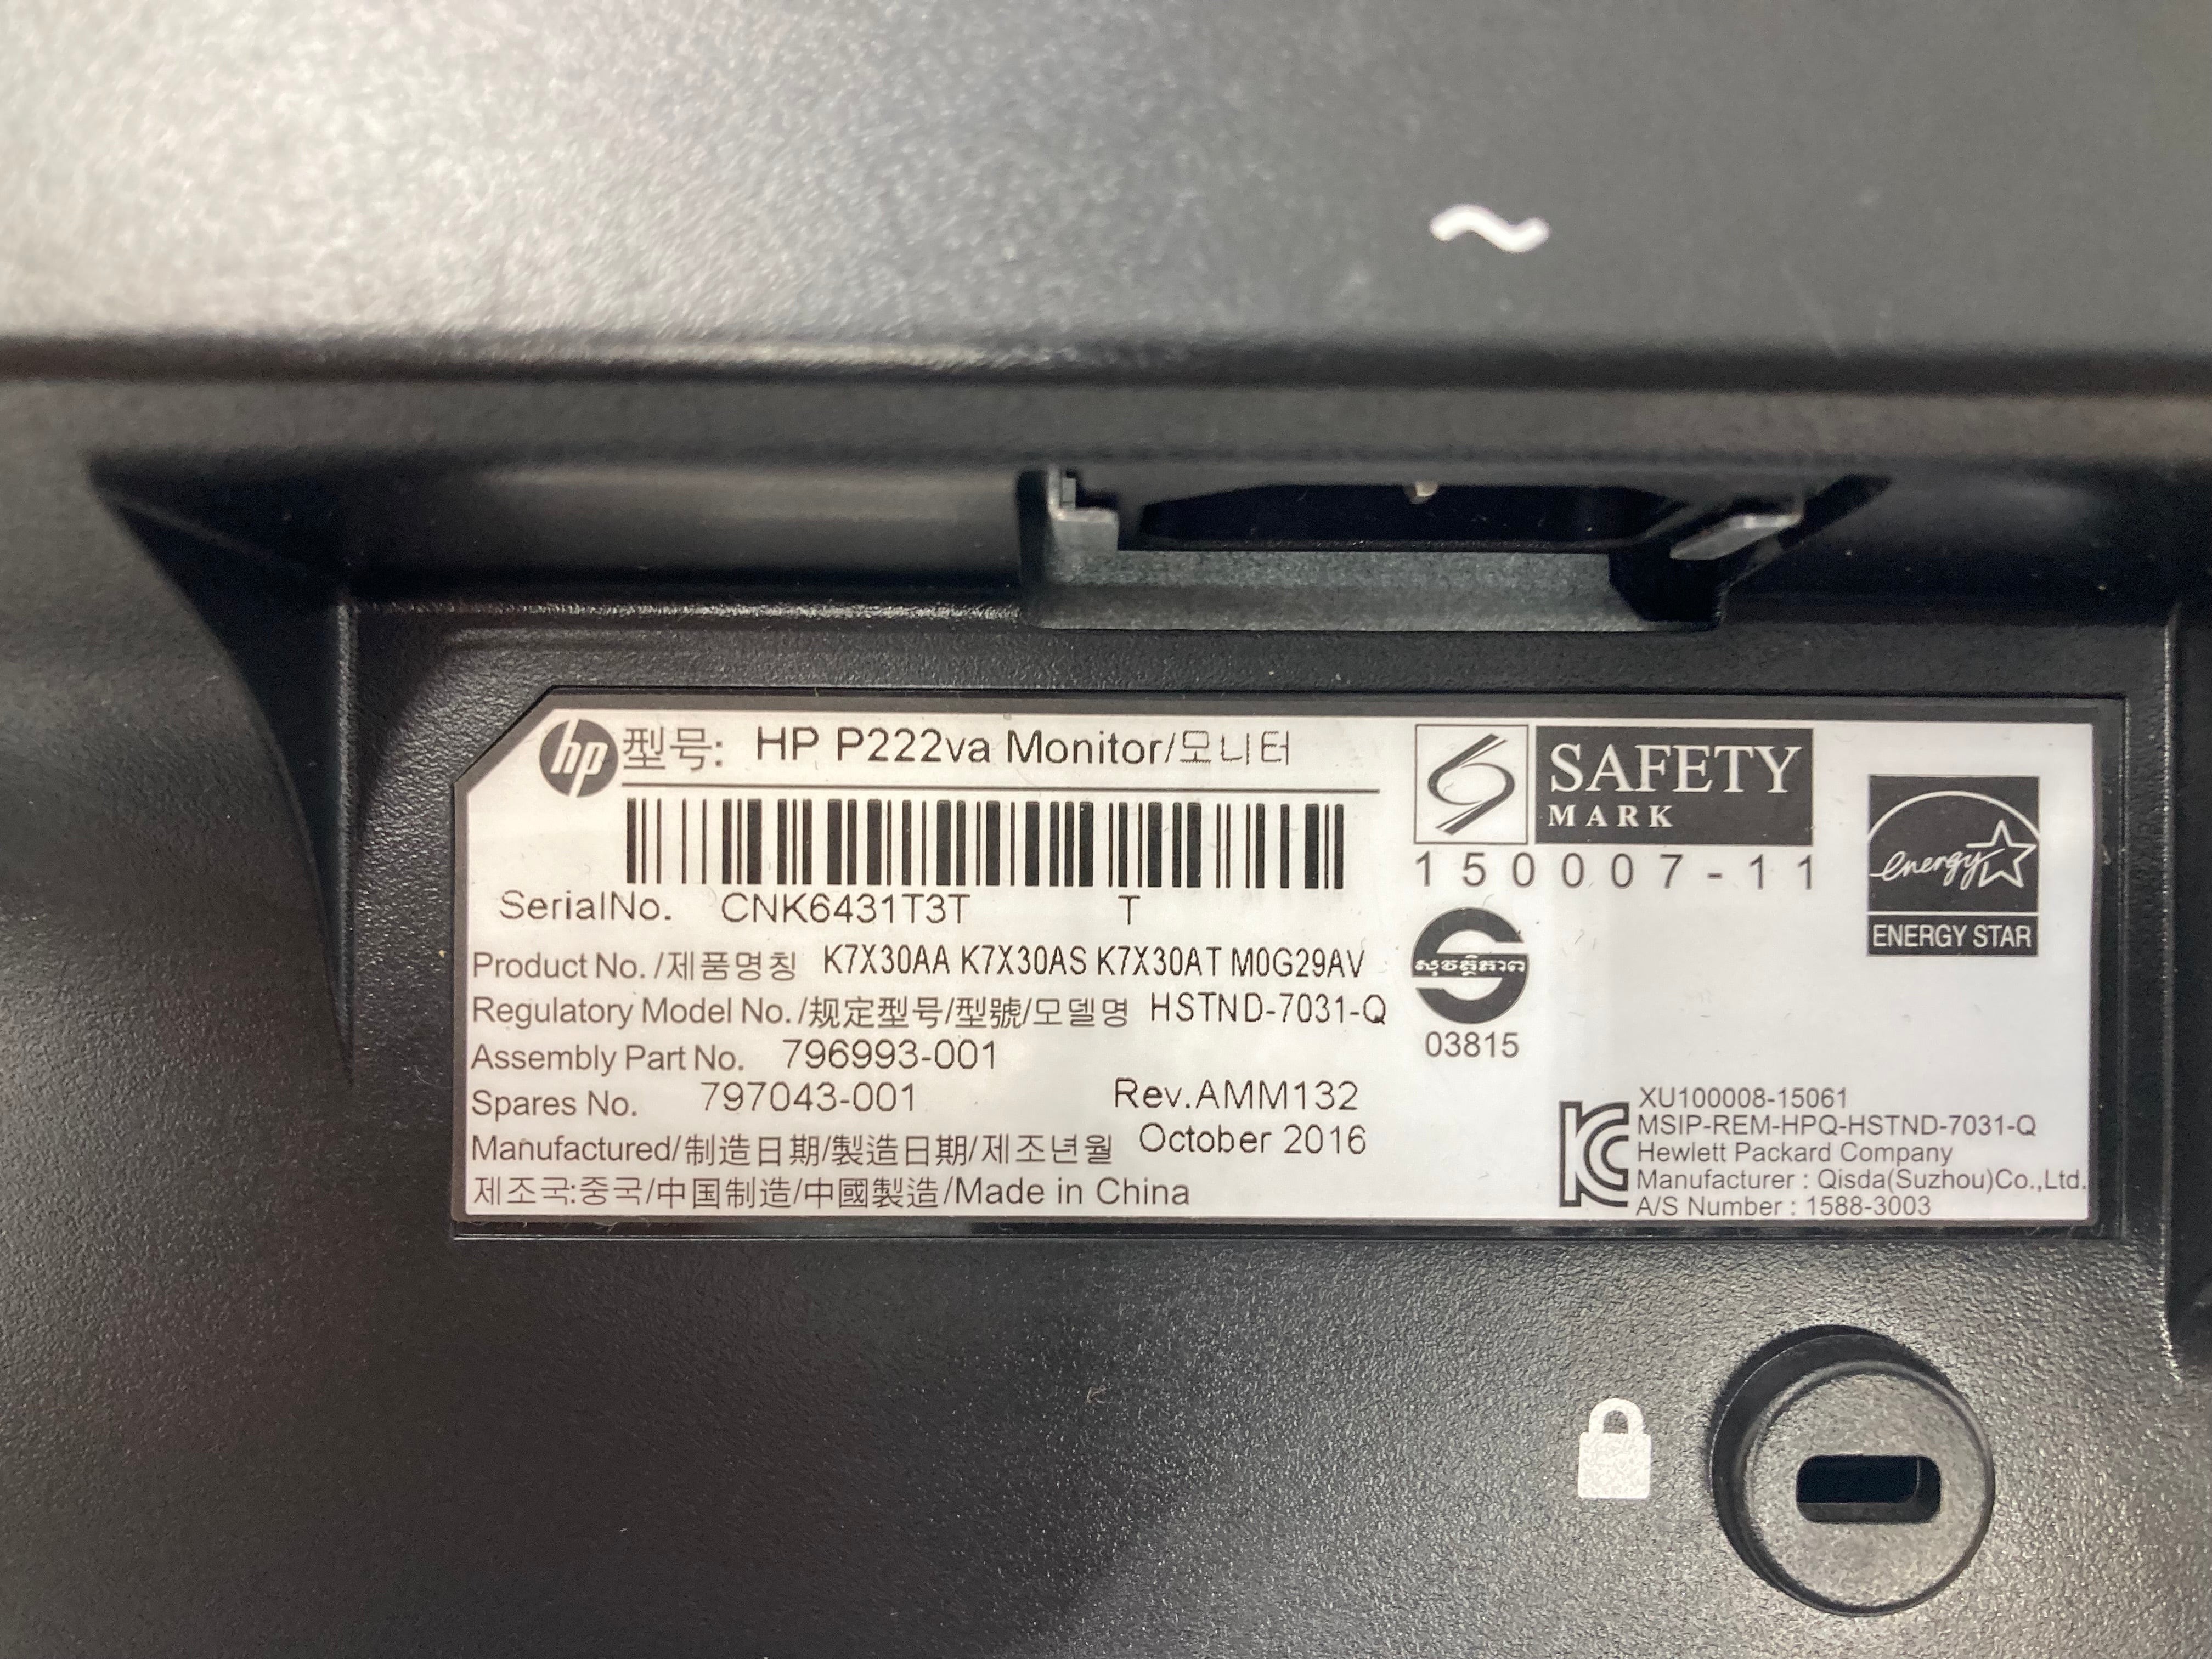 ~
hp 型号: HP P222va Monitor/모니터
SerialNo. CNK6431T3T T
Product No. /제품명칭 K7X30AA K7X30AS K7X30AT M0G29AV
Regulatory Model No. /规定型号/型號/모델명 HSTND-7031-Q
Assembly Part No. 796993-001
Spares No. 797043-001 Rev.AMM132
Manufactured/制造日期/製造日期/제조년월 October 2016
제조국:중국/中国制造/中國製造/Made in China
SAFETY
MARK
150007-11
energy
ENERGY STAR
03815
XU100008-15061
MSIP-REM-HPQ-HSTND-7031-Q
Hewlett Packard Company
Manufacturer : Qisda(Suzhou)Co.,Ltd.
A/S Number : 1588-3003